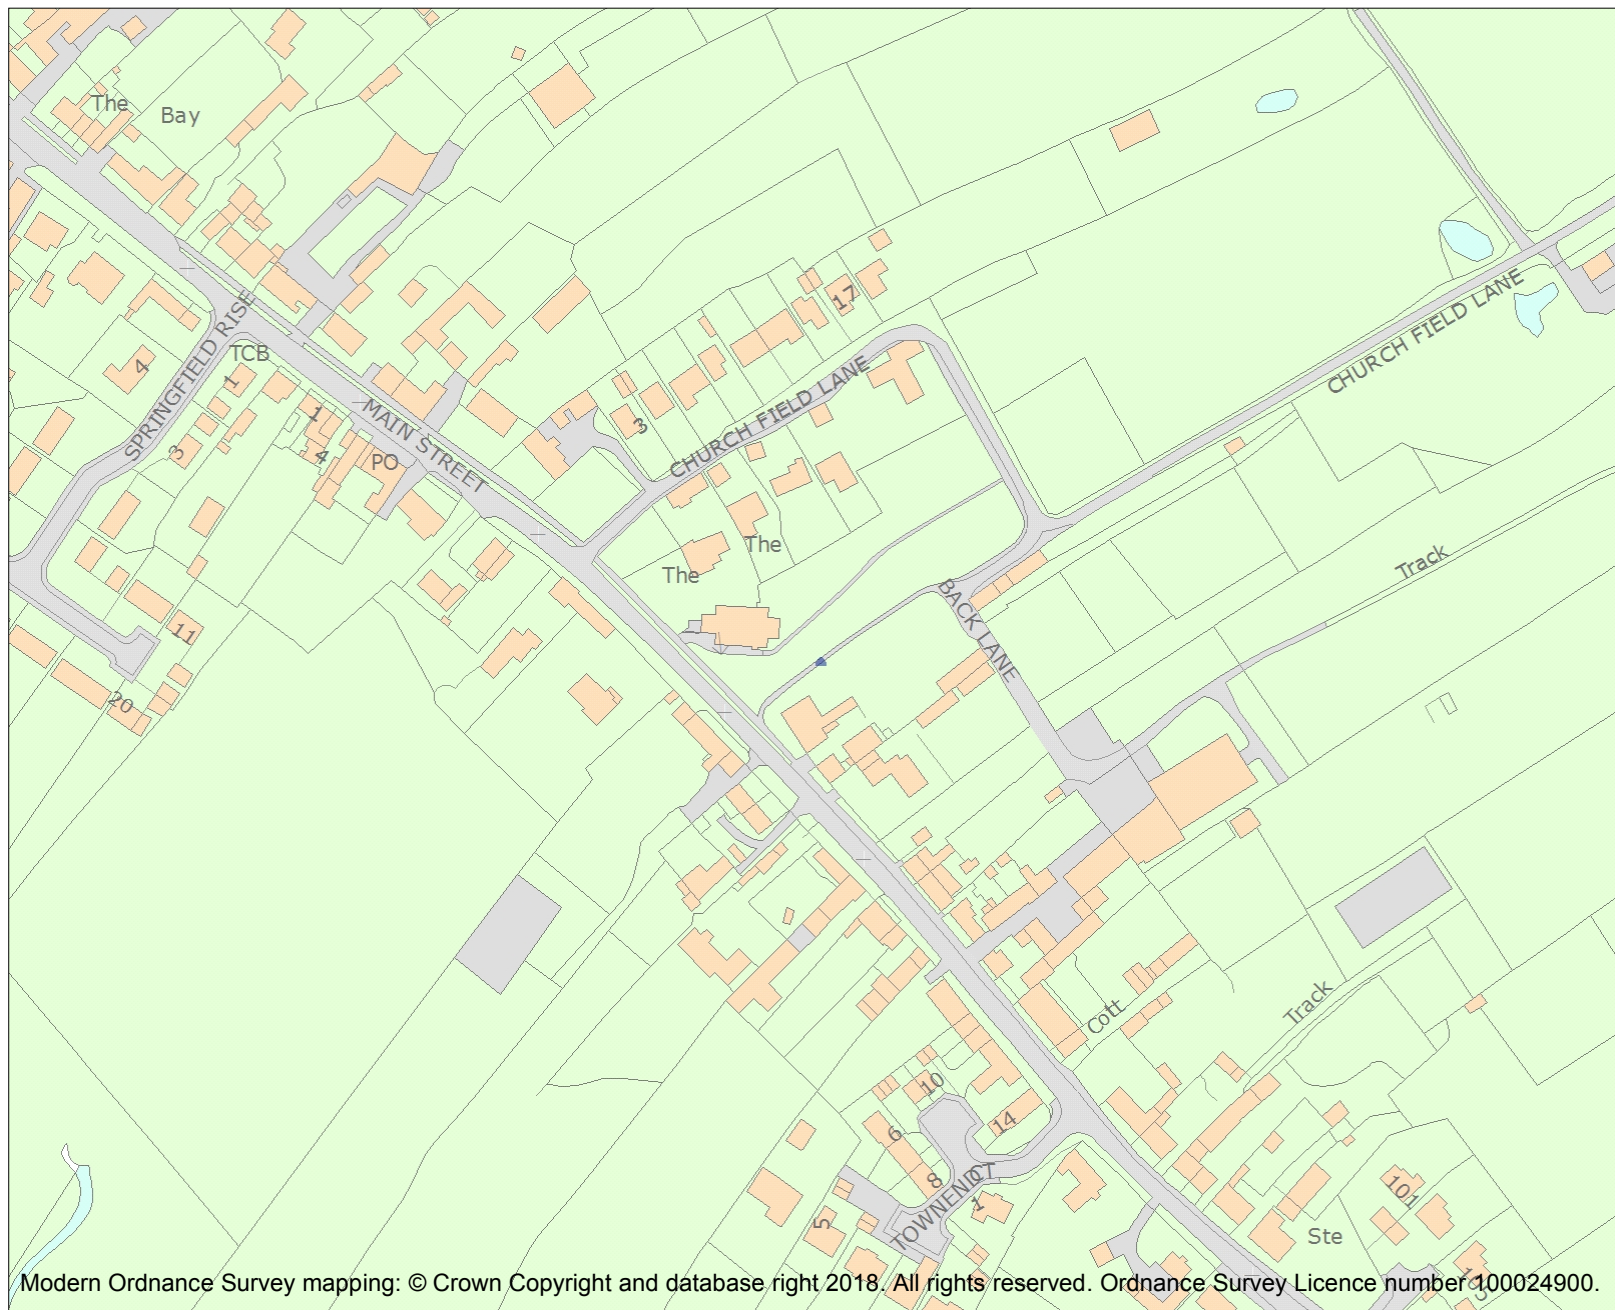 The
Bay
SPRINGFIELD RISE
TCB
4
1
3
1
4
PO
MAIN STREET
17
3
CHURCH FIELD LANE
CHURCH FIELD LANE
The
The
BACK LANE
Track
11
20
Track
Cott
10
14
6
8
TOWNEND
CT
1
5
101
Ste
Modern Ordnance Survey mapping: © Crown Copyright and database right 2018. All rights reserved. Ordnance Survey Licence number 100024900.